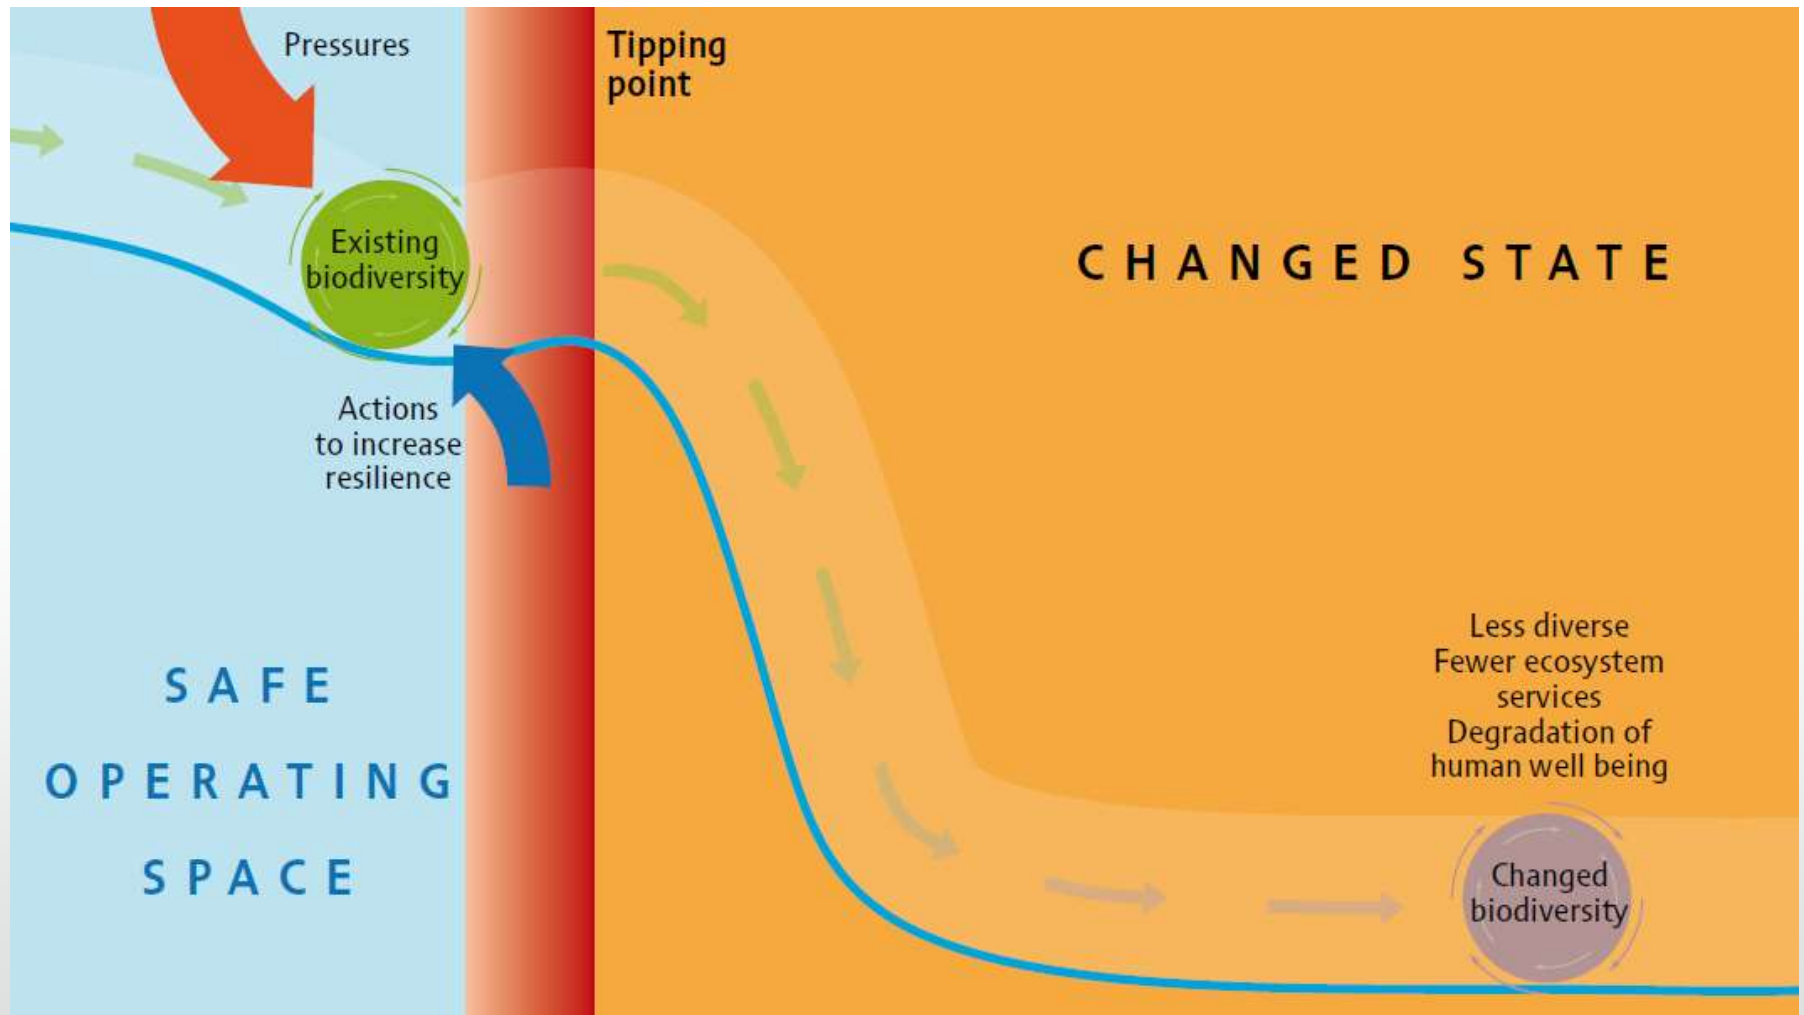 Pressures
Tipping
point
Existing
biodiversity
CHANGED STATE
Actions
to increase
resilience
SAFE
OPERATING
SPACE
Less diverse
Fewer ecosystem
services
Degradation of
human well being
Changed
biodiversity